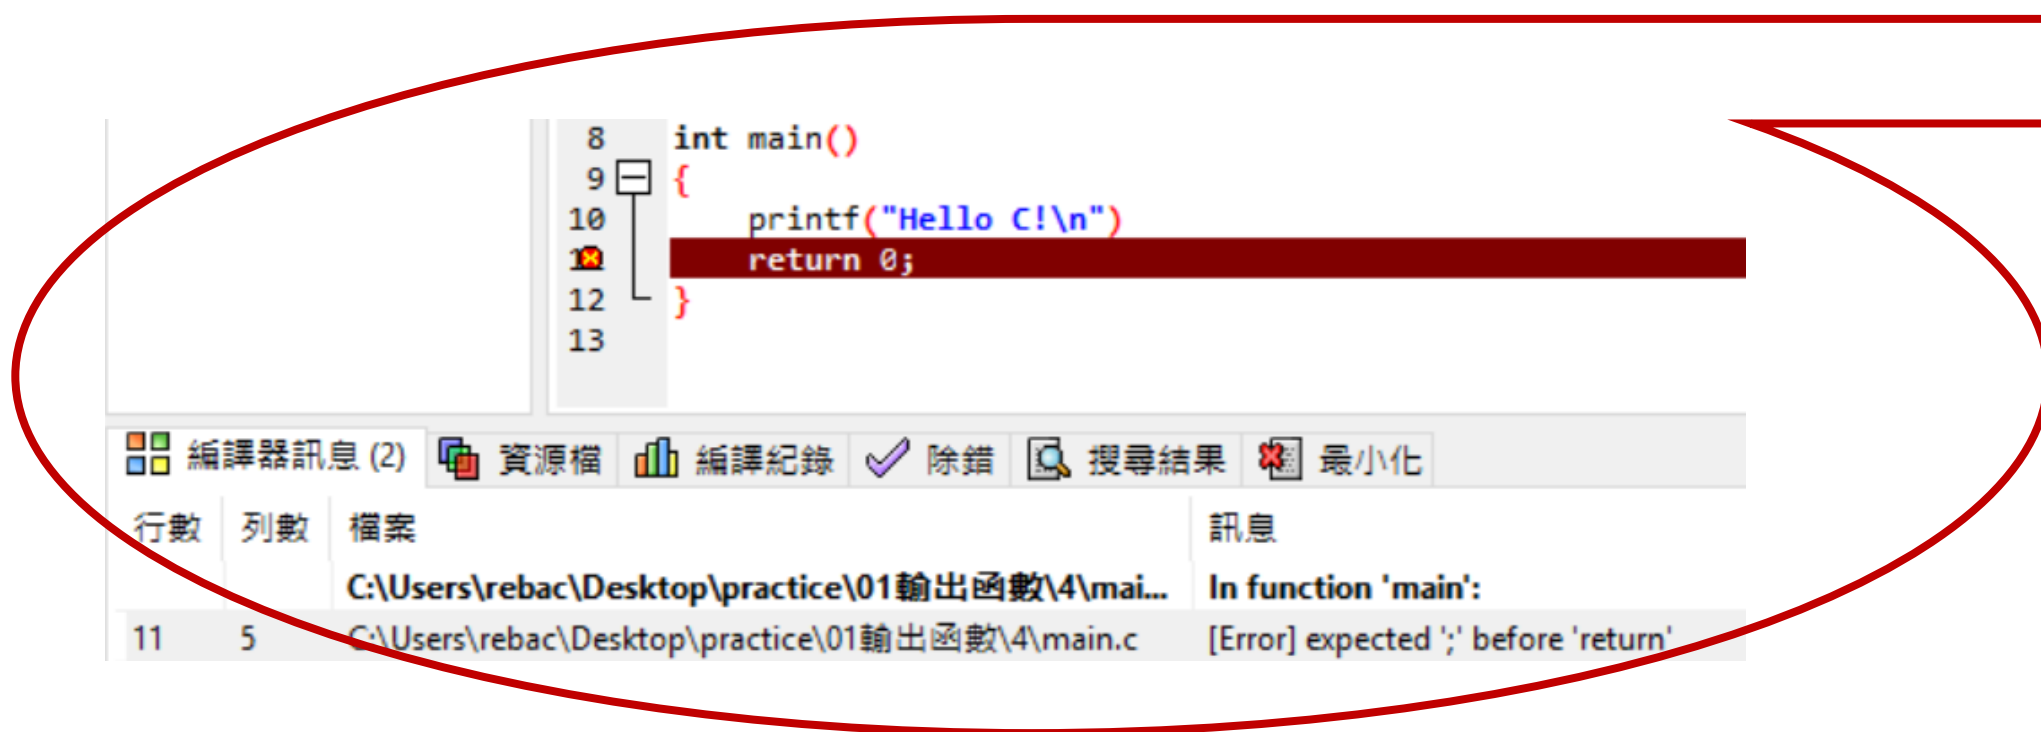 8 int main()
9 {
10 printf("Hello C!\n")
return 0;
12 }
13
編譯器訊息 (2) 資源檔 編譯紀錄 除錯 搜尋結果 最小化
行數 列數 檔案 訊息
C:\Users\rebac\Desktop\practice\01輸出函數\4\mai... In function 'main':
11 5 C:\Users\rebac\Desktop\practice\01輸出函數\4\main.c [Error] expected ';' before 'return'